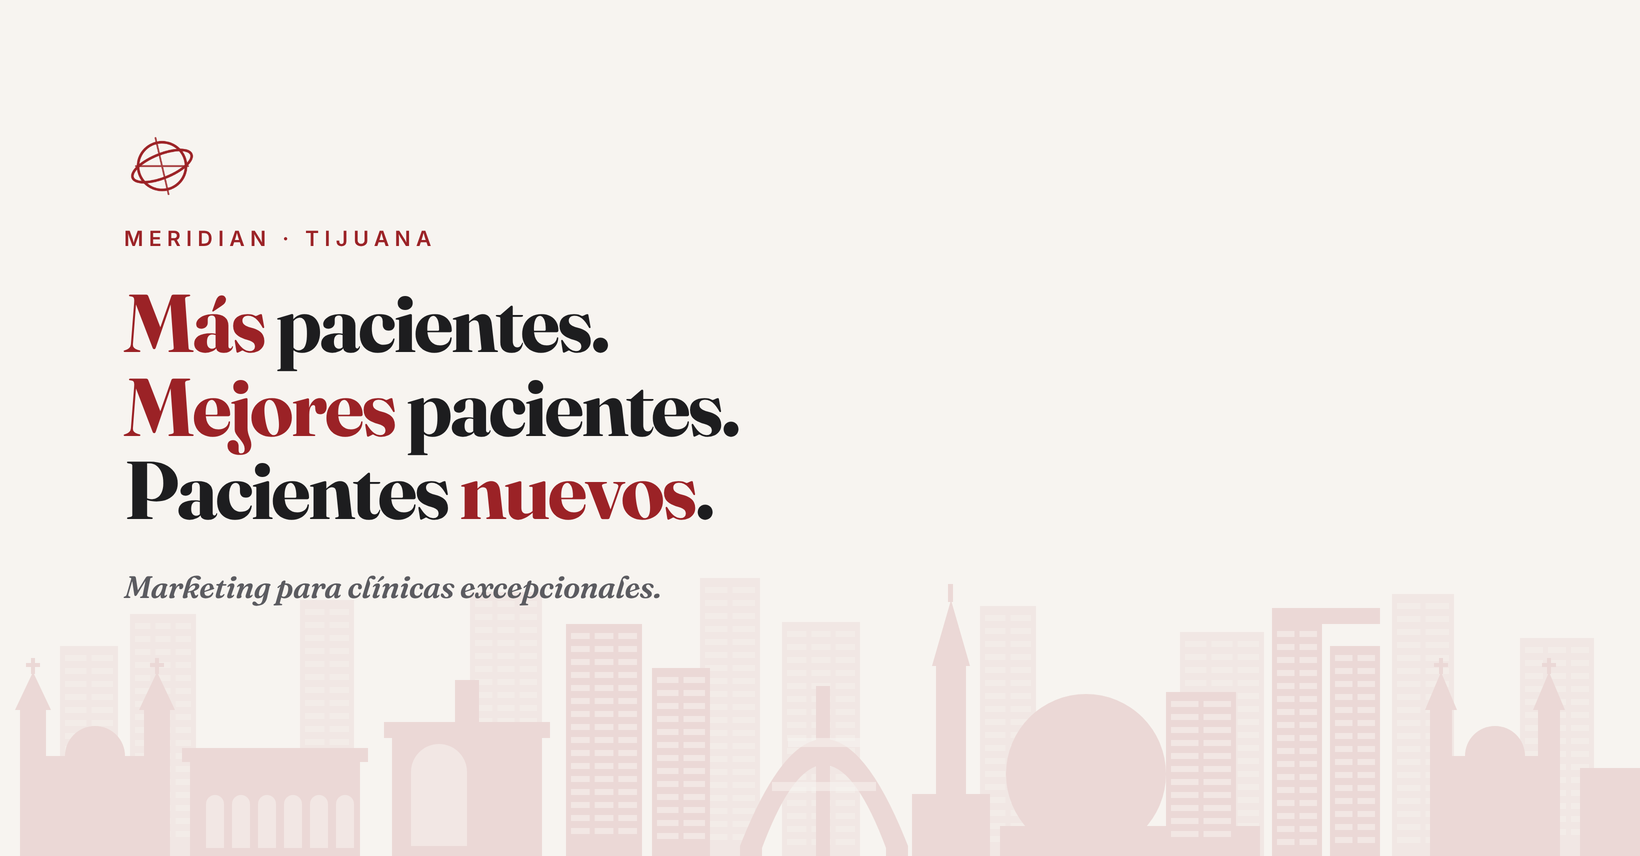 MERIDIAN · TIJUANA
Más pacientes.
Mejores pacientes.
Pacientes nuevos.
Marketing para clínicas excepcionales.